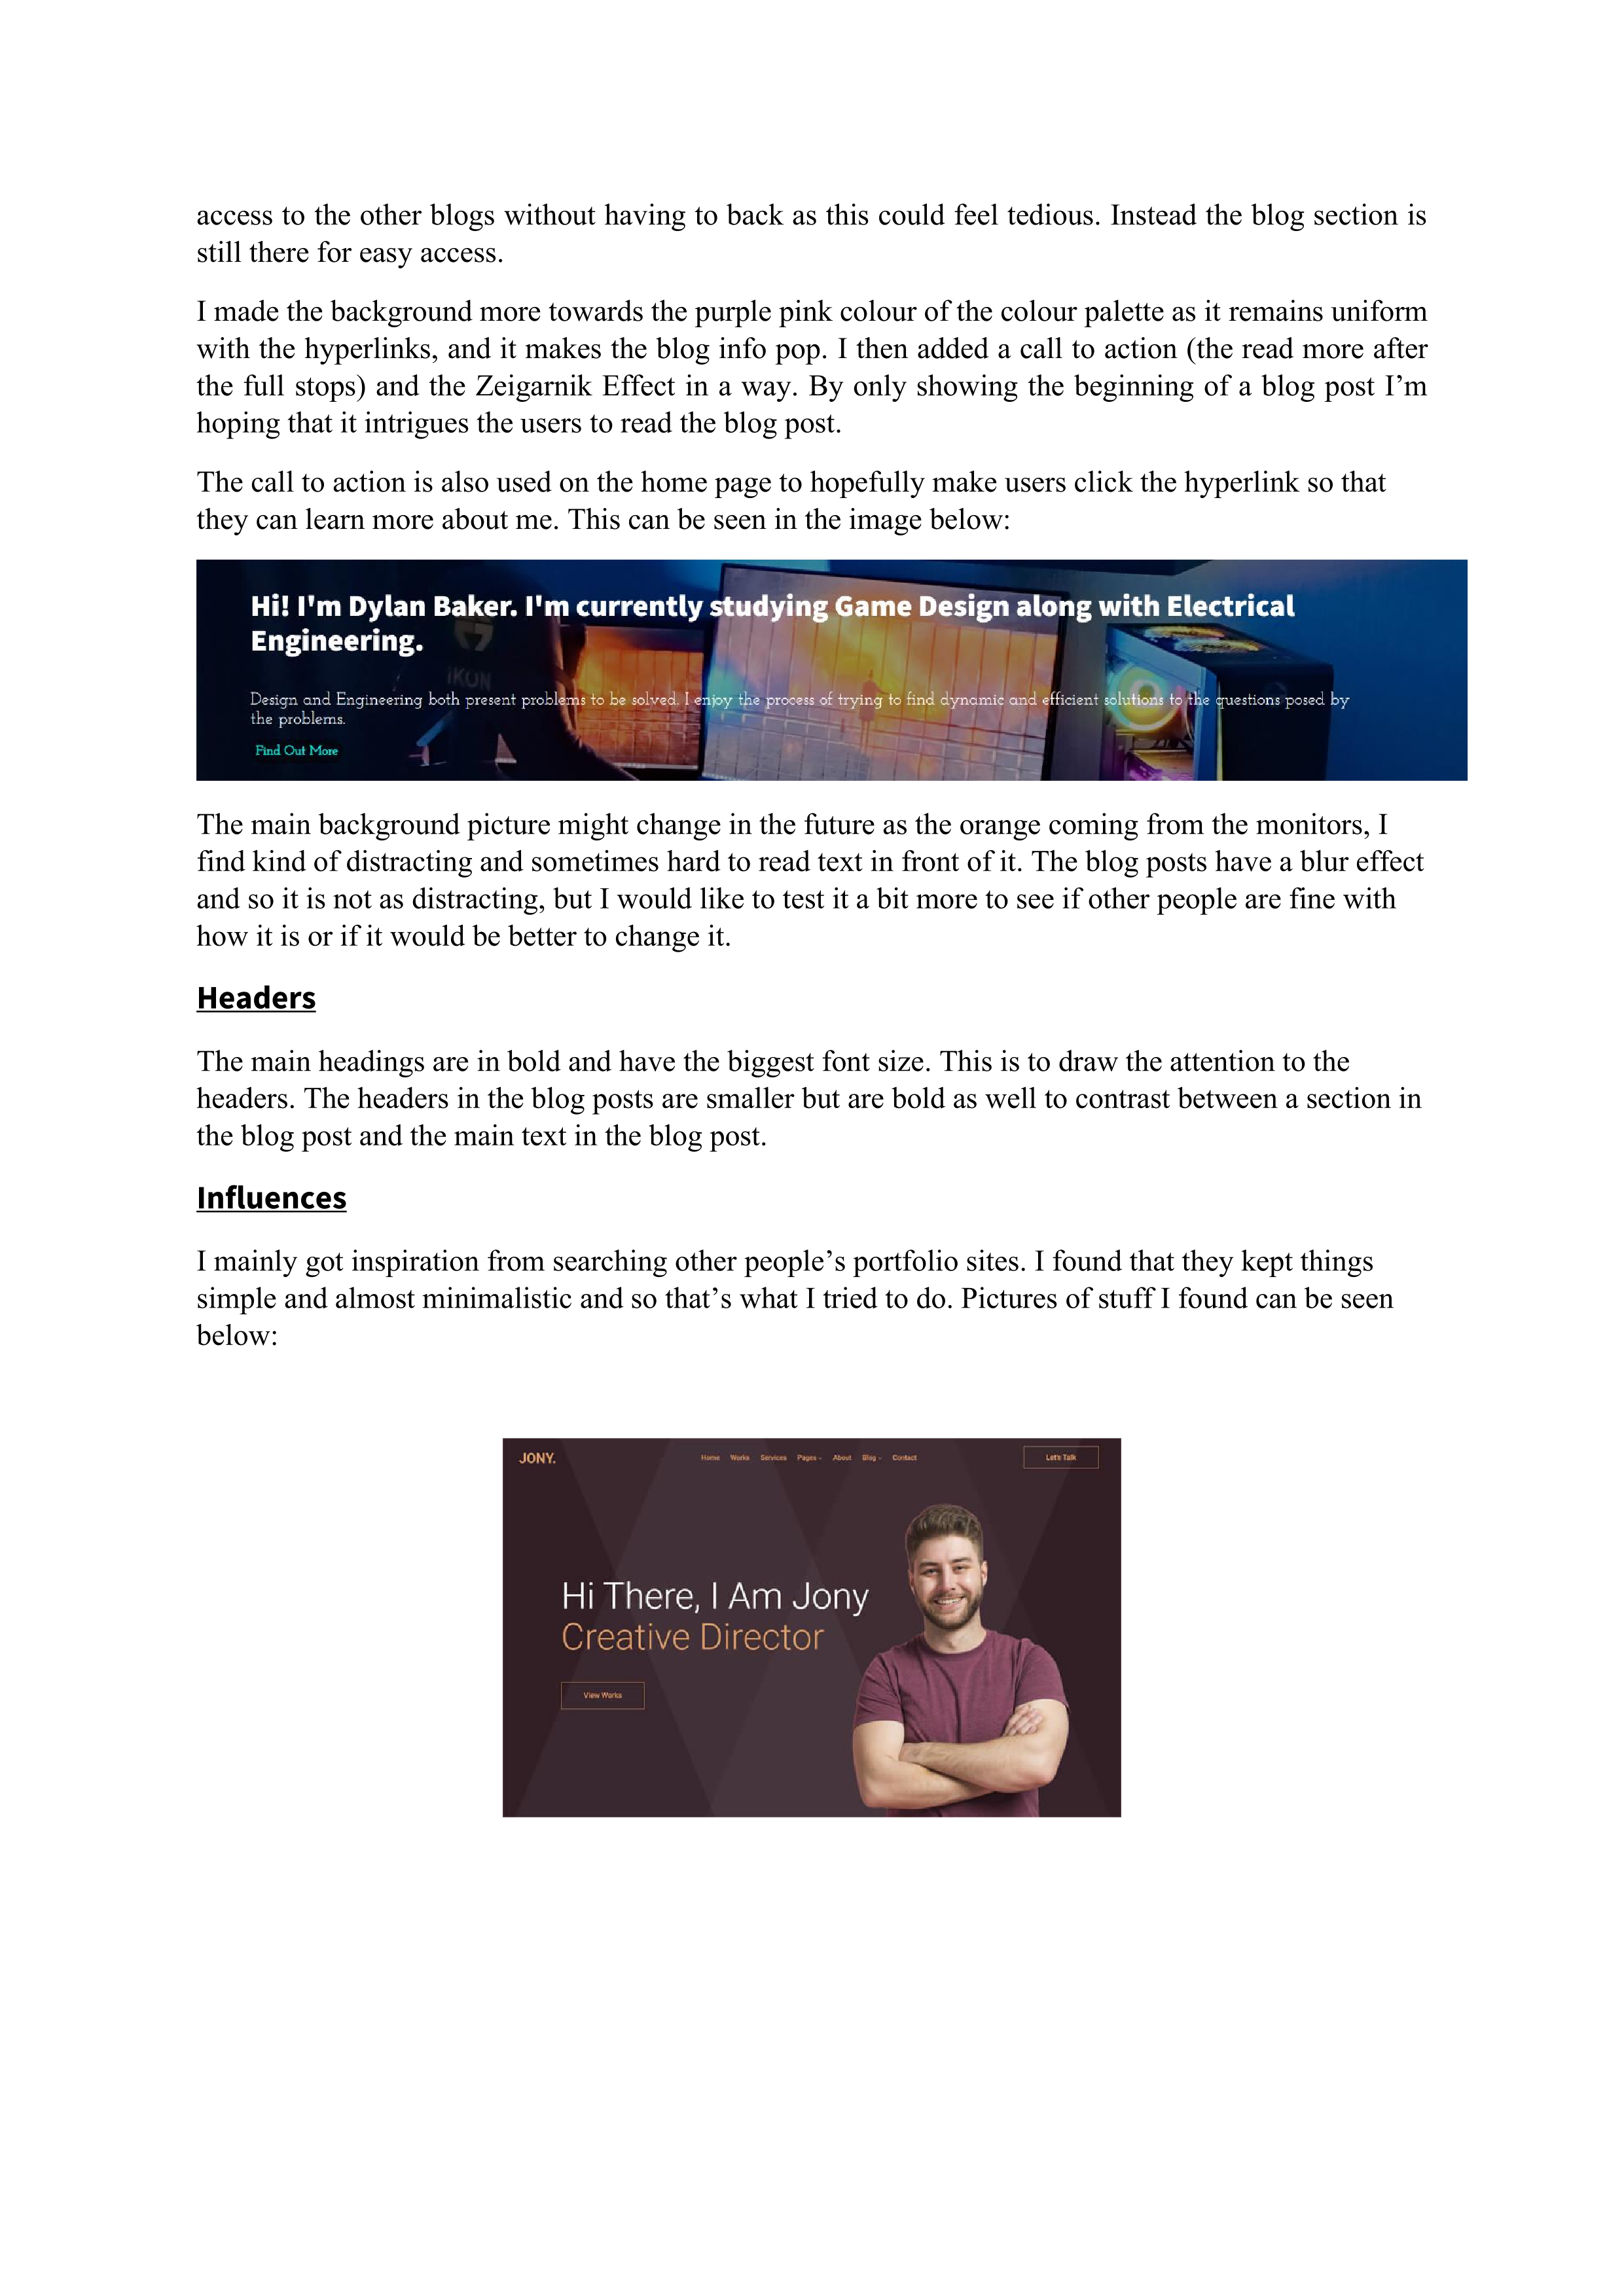 access to the other blogs without having to back as this could feel tedious. Instead the blog section is
still there for easy access.
I made the background more towards the purple pink colour of the colour palette as it remains uniform
with the hyperlinks, and it makes the blog info pop. I then added a call to action (the read more after
the full stops) and the Zeigarnik Effect in a way. By only showing the beginning of a blog post I’m
hoping that it intrigues the users to read the blog post.
The call to action is also used on the home page to hopefully make users click the hyperlink so that
they can learn more about me. This can be seen in the image below:
Hi! I'm Dylan Baker. I'm currently studying Game Design along with Electrical
Engineering.
IKON
Design and Engineering both present problems to be solved. I enjoy the process of trying to find dynamic and efficient solutions to the questions posed by
the problems.
Find Out More
The main background picture might change in the future as the orange coming from the monitors, I
find kind of distracting and sometimes hard to read text in front of it. The blog posts have a blur effect
and so it is not as distracting, but I would like to test it a bit more to see if other people are fine with
how it is or if it would be better to change it.
Headers
The main headings are in bold and have the biggest font size. This is to draw the attention to the
headers. The headers in the blog posts are smaller but are bold as well to contrast between a section in
the blog post and the main text in the blog post.
Influences
I mainly got inspiration from searching other people’s portfolio sites. I found that they kept things
simple and almost minimalistic and so that’s what I tried to do. Pictures of stuff I found can be seen
below:
JONY. Home Works Services Pages About Blog Contact Let's Talk
Hi There, I Am Jony
Creative Director
View Works